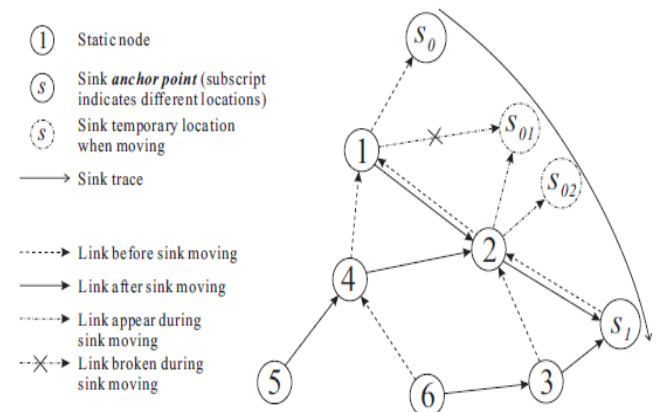 1 Static node
s Sink anchor point (subscript
indicates different locations)
s Sink temporary location
when moving
Sink trace
Link before sink moving
Link after sink moving
Link appear during
sink moving
Link broken during
sink moving
S0
S01
1
S02
2
4
S1
5
6
3